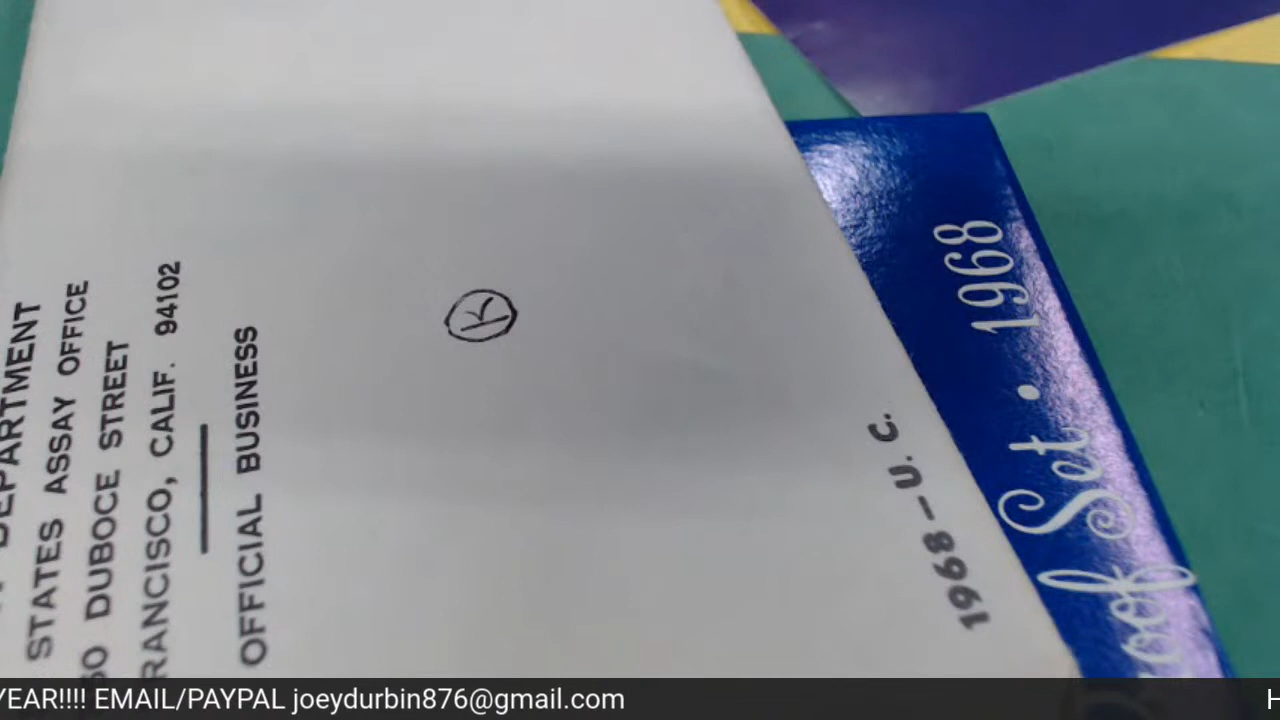 DEPARTMENT
STATES ASSAY OFFICE
DUBOCE STREET
RANCISCO, CALIF. 94102
OFFICIAL BUSINESS
K
1968-U. C.
Proof Set • 1968
YEAR!!!! EMAIL/PAYPAL joeydurbin876@gmail.com
H